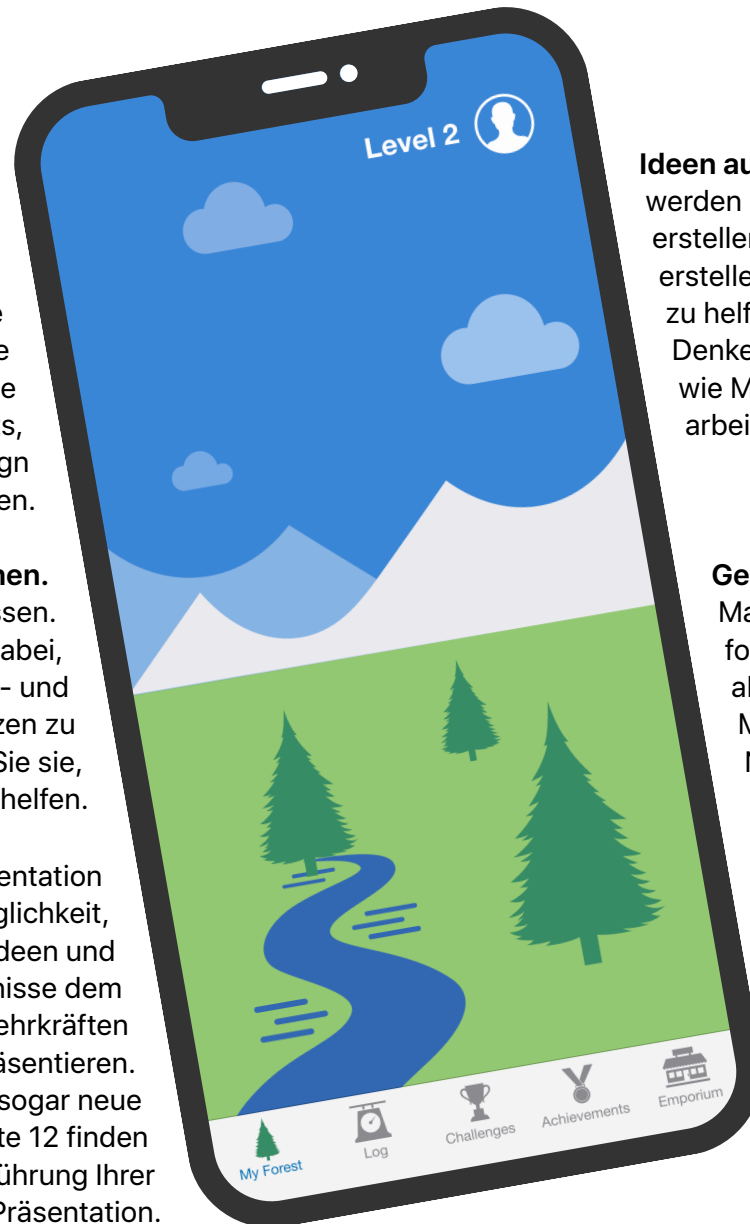 e
e
e
s,
gn
en.
nen.
ssen.
abei,
- und
zen zu
Sie sie,
helfen.
entation
glichkeit,
deen und
nisse dem
ehrkräften
äsentieren.
sogar neue
te 12 finden
ührung Ihrer
Präsentation.
Level 2
My Forest
Log
Challenges
Achievements
Emporium
Ideen au
werden
erstellen
erstelle
zu helf
Denke
wie M
arbei
Ge
Ma
fo
al
M